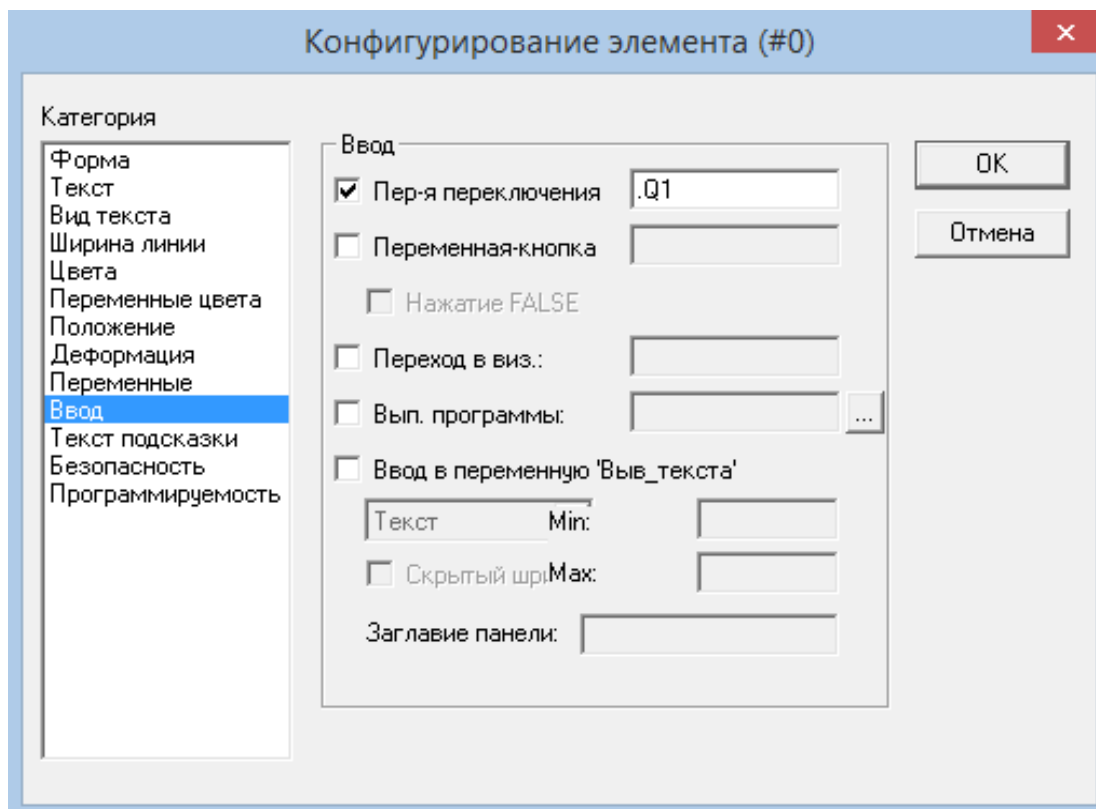 Конфигурирование элемента (#0)
Категория
Форма
Текст
Вид текста
Ширина линии
Цвета
Переменные цвета
Положение
Деформация
Переменные
Ввод
Текст подсказки
Безопасность
Программируемость
Ввод
Пер-я переключения .Q1
Переменная-кнопка
Нажатие FALSE
Переход в виз.:
Вып. программы: ...
Ввод в переменную 'Выв_текста'
Текст Min:
Скрытый шр Max:
Заглавие панели:
OK
Отмена